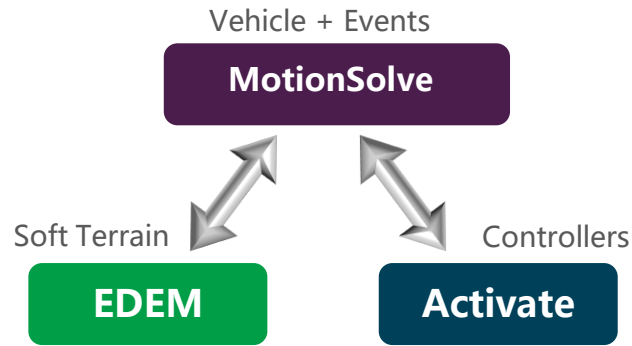 Vehicle + Events
MotionSolve
Soft Terrain
Controllers
EDEM
Activate